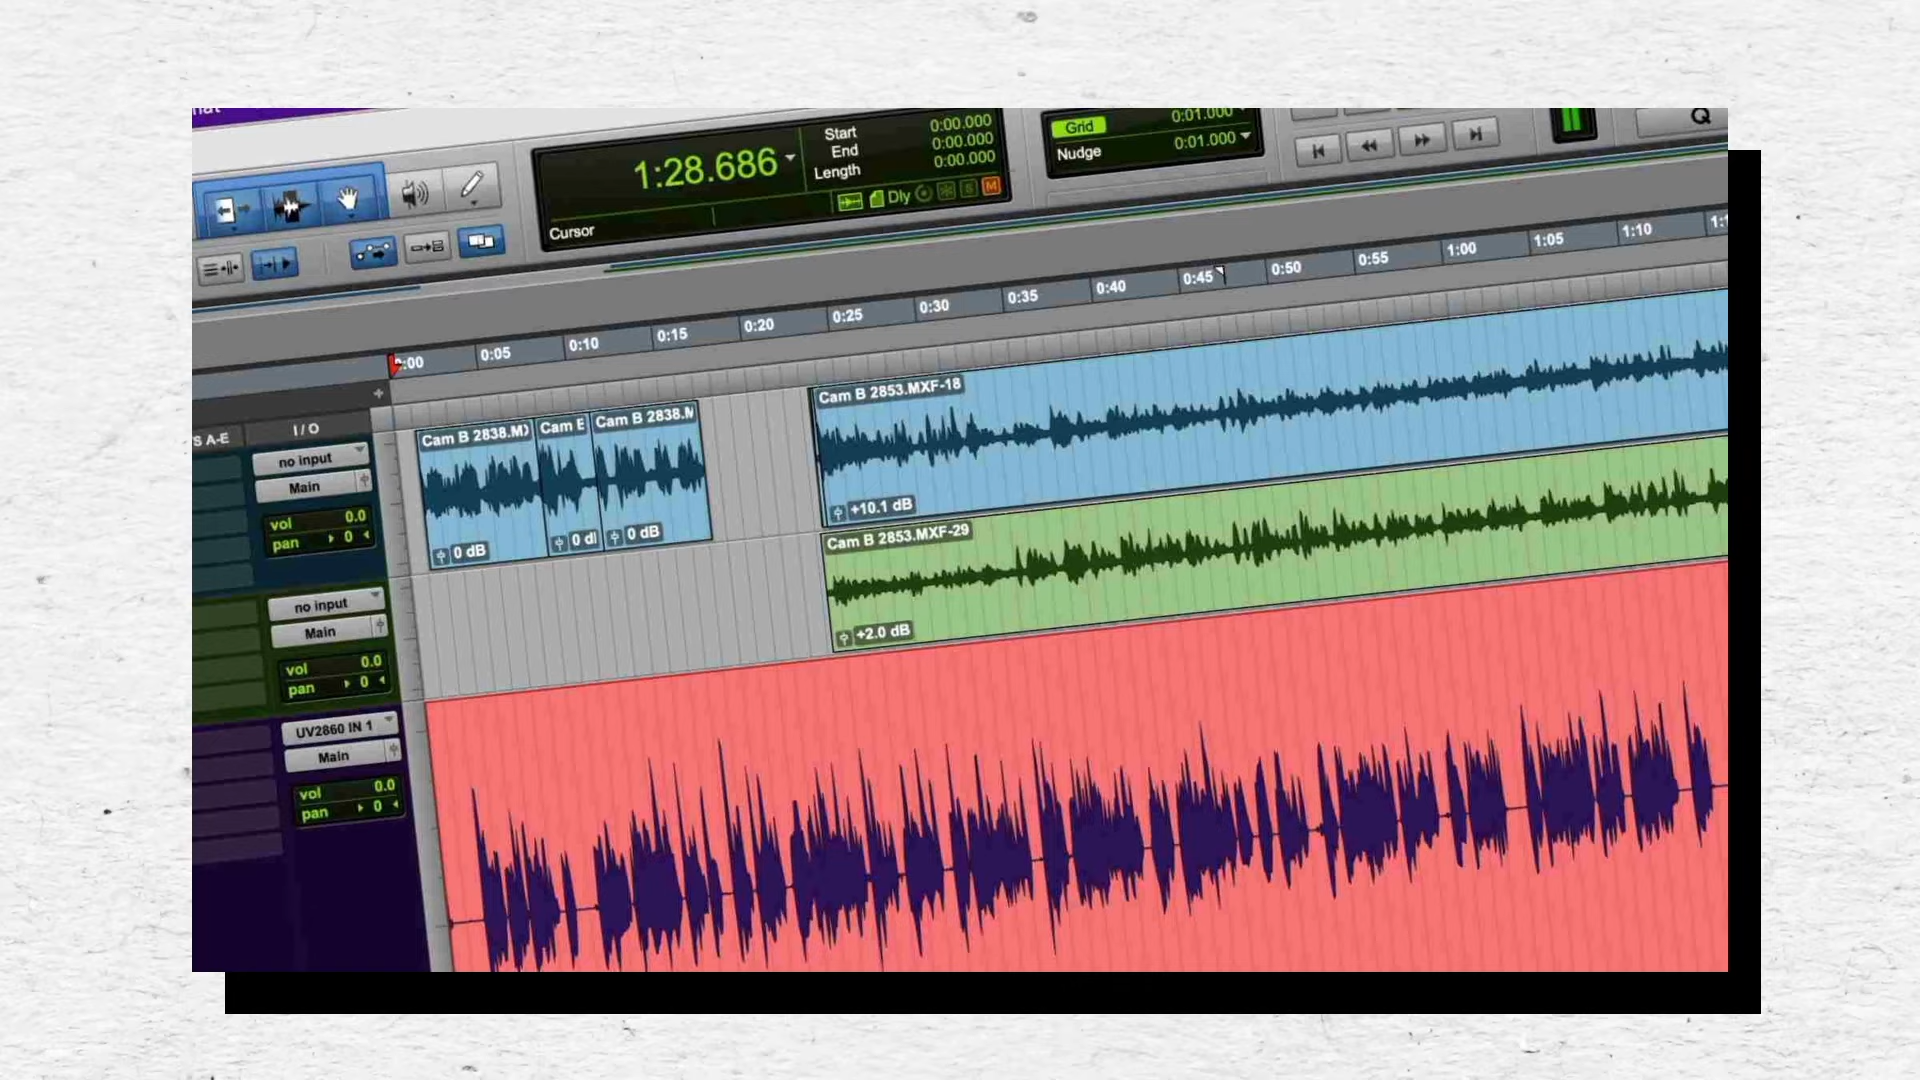 Start 0:00.000
1:28.686 End 0:00.000
Length 0:00.000
Dly S M
Cursor
Grid 0:01.000
Nudge 0:01.000
Q
0:05 0:10 0:15 0:20 0:25 0:30 0:35 0:40 0:45 0:50 0:55 1:00 1:05 1:10
A-E I / O
no input
Main
vol 0.0
pan 0
no input
Main
vol 0.0
pan 0
UV2860 IN 1
Main
vol 0.0
pan 0
Cam B 2838.M
0 dB
Cam
0 d
Cam B 2838.M
0 dB
Cam B 2853.MXF-18
+10.1 dB
Cam B 2853.MXF-29
+2.0 dB